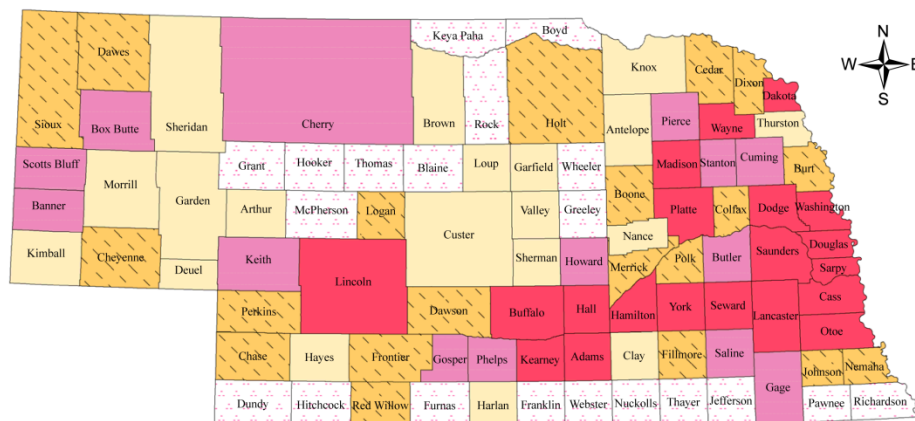 Keya Paha
Boyd
N
Dawes
Knox
Cedar
W
E
Dixon
S
Dakota
Sioux
Box Butte
Sheridan
Cherry
Brown
Rock
Holt
Antelope
Pierce
Wayne
Thurston
Scotts Bluff
Grant
Hooker
Thomas
Blaine
Loup
Garfield
Wheeler
Madison
Stanton
Cuming
Burt
Morrill
Garden
Boone
Banner
Arthur
McPherson
Logan
Custer
Valley
Greeley
Platte
Colfax
Dodge
Washington
Nance
Kimball
Cheyenne
Deuel
Keith
Lincoln
Sherman
Howard
Merrick
Polk
Butler
Saunders
Douglas
Sarpy
Perkins
Dawson
Buffalo
Hall
Hamilton
York
Seward
Lancaster
Cass
Otoe
Chase
Hayes
Frontier
Gosper
Phelps
Kearney
Adams
Clay
Fillmore
Saline
Johnson
Nemaha
Gage
Dundy
Hitchcock
Red Willow
Furnas
Harlan
Franklin
Webster
Nuckolls
Thayer
Jefferson
Pawnee
Richardson